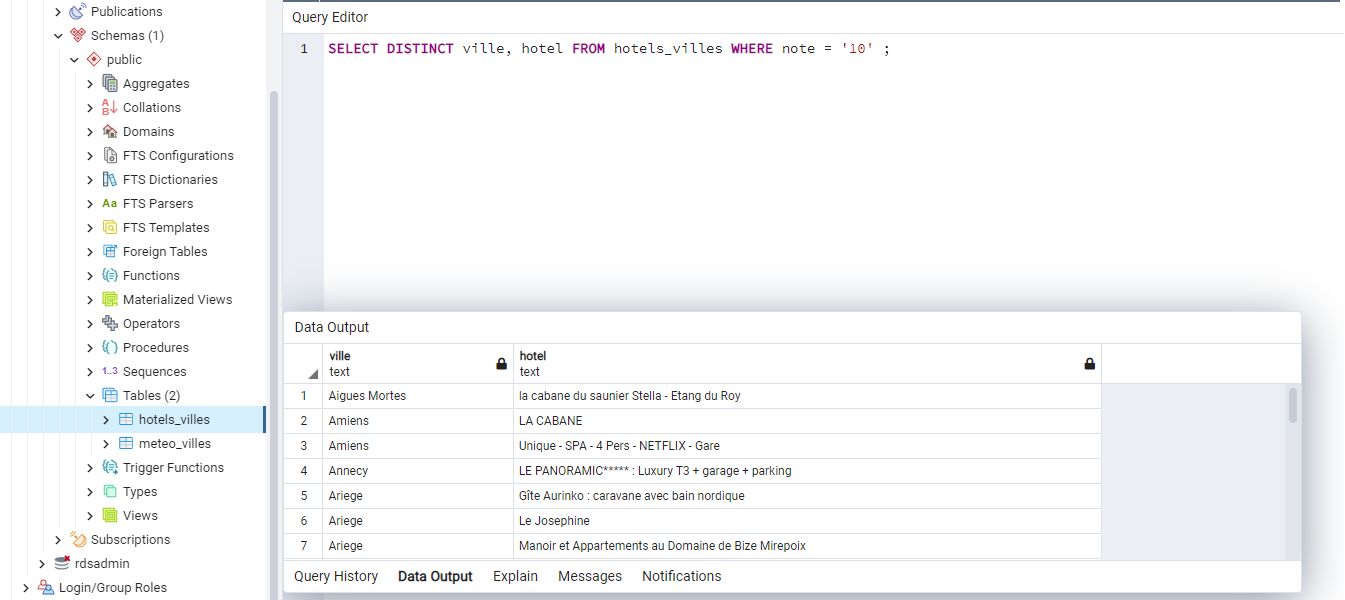 Publications
Schemas (1)
public
Aggregates
Collations
Domains
FTS Configurations
FTS Dictionaries
Aa FTS Parsers
FTS Templates
Foreign Tables
Functions
Materialized Views
Operators
Procedures
1..3 Sequences
Tables (2)
hotels_villes
meteo_villes
Trigger Functions
Types
Views
Subscriptions
rdsadmin
Login/Group Roles
Query Editor
1 SELECT DISTINCT ville, hotel FROM hotels_villes WHERE note = '10' ;
Data Output
ville hotel
text text
1 Aigues Mortes la cabane du saunier Stella - Etang du Roy
2 Amiens LA CABANE
3 Amiens Unique - SPA - 4 Pers - NETFLIX - Gare
4 Annecy LE PANORAMIC***** : Luxury T3 + garage + parking
5 Ariege Gîte Aurinko : caravane avec bain nordique
6 Ariege Le Josephine
7 Ariege Manoir et Appartements au Domaine de Bize Mirepoix
Query History Data Output Explain Messages Notifications